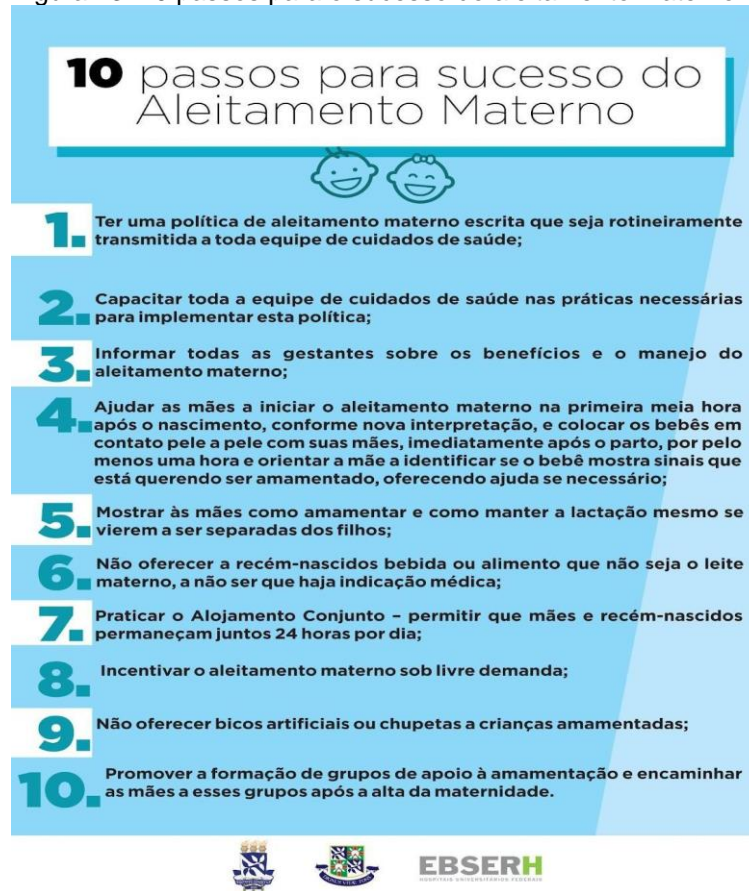 10 passos para sucesso do
Aleitamento Materno
1. Ter uma política de aleitamento materno escrita que seja rotineiramente
transmitida a toda equipe de cuidados de saúde;
2. Capacitar toda a equipe de cuidados de saúde nas práticas necessárias
para implementar esta política;
3. Informar todas as gestantes sobre os benefícios e o manejo do
aleitamento materno;
4. Ajudar as mães a iniciar o aleitamento materno na primeira meia hora
após o nascimento, conforme nova interpretação, e colocar os bebês em
contato pele a pele com suas mães, imediatamente após o parto, por pelo
menos uma hora e orientar a mãe a identificar se o bebê mostra sinais que
está querendo ser amamentado, oferecendo ajuda se necessário;
5. Mostrar às mães como amamentar e como manter a lactação mesmo se
vierem a ser separadas dos filhos;
6. Não oferecer a recém-nascidos bebida ou alimento que não seja o leite
materno, a não ser que haja indicação médica;
7. Praticar o Alojamento Conjunto – permitir que mães e recém-nascidos
permaneçam juntos 24 horas por dia;
8. Incentivar o aleitamento materno sob livre demanda;
9. Não oferecer bicos artificiais ou chupetas a crianças amamentadas;
10. Promover a formação de grupos de apoio à amamentação e encaminhar
as mães a esses grupos após a alta da maternidade.
EBSERH
HOSPITAIS UNIVERSITÁRIOS FEDERAIS